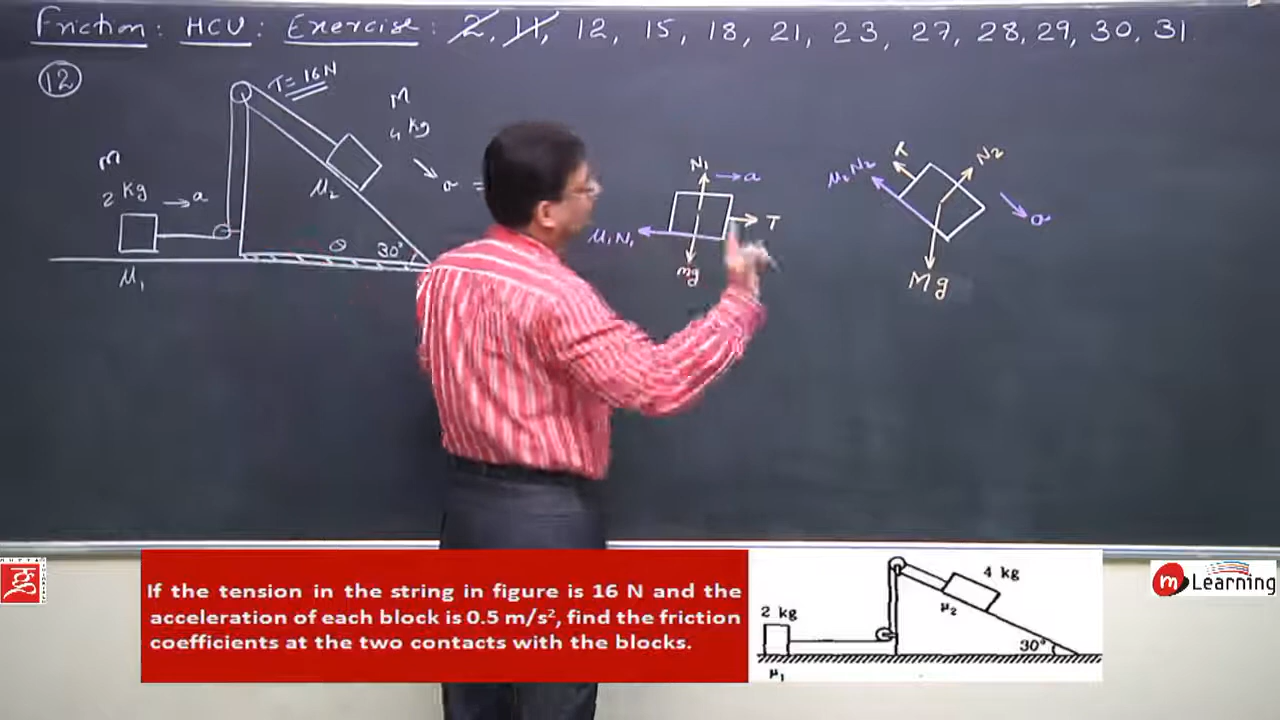 Friction : HCV : Exercise : 2, 11, 12, 15, 18, 21, 23, 27, 28, 29, 30, 31
12
T = 16 N
M
4 kg
a =
m
2 kg
a
μ2
θ
30°
μ1
N1
a
T
μ1N1
mg
T
N2
μ2N2
a
Mg
If the tension in the string in figure is 16 N and the
acceleration of each block is 0.5 m/s², find the friction
coefficients at the two contacts with the blocks.
4 kg
μ2
2 kg
30°
μ1
m Learning